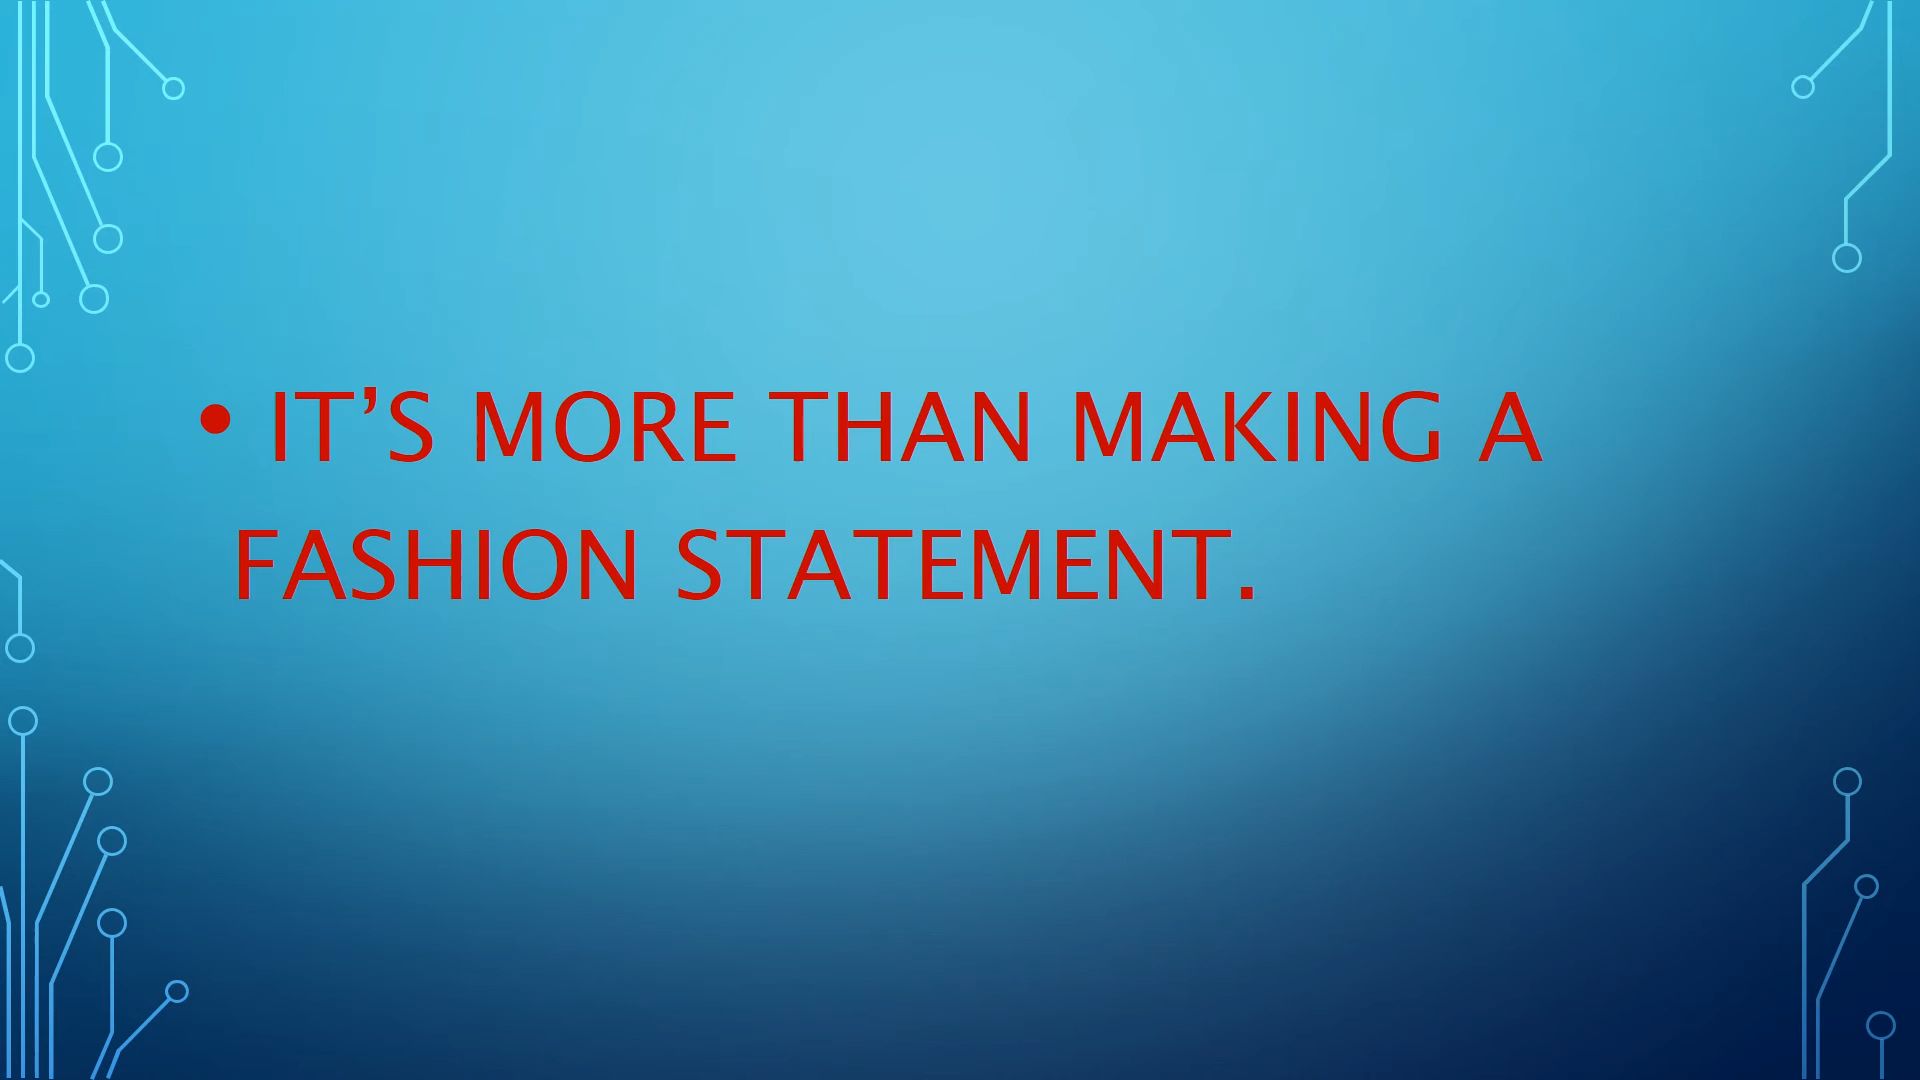 • IT’S MORE THAN MAKING A
FASHION STATEMENT.